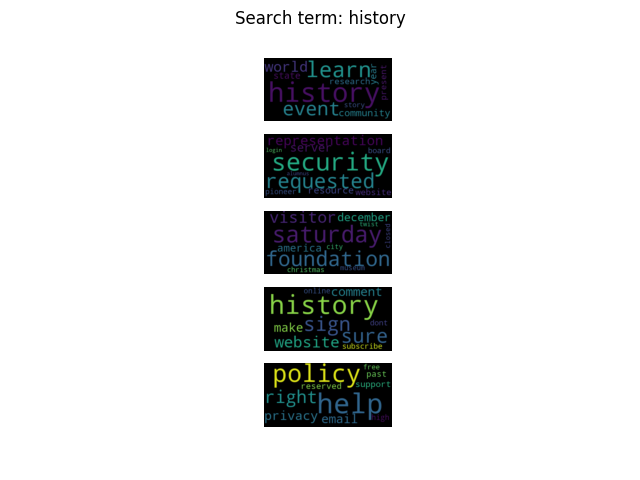 Search term: history
world learn year
state research present
history
event story community
representation
login server board
security
alumnus
requested
pioneer resource website
visitor december
twist
saturday closed
america city
foundation
christmas museum
online comment
history
make sign dont
website sure
subscribe
policy free
past
reserved support
right help
privacy email high